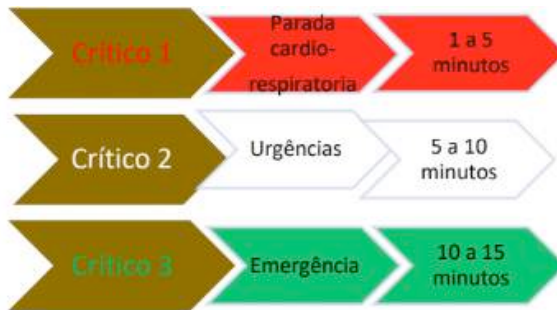 Crítico 1
Parada
cardio-
respiratoria
1 a 5
minutos
Crítico 2
Urgências
5 a 10
minutos
Crítico 3
Emergência
10 a 15
minutos